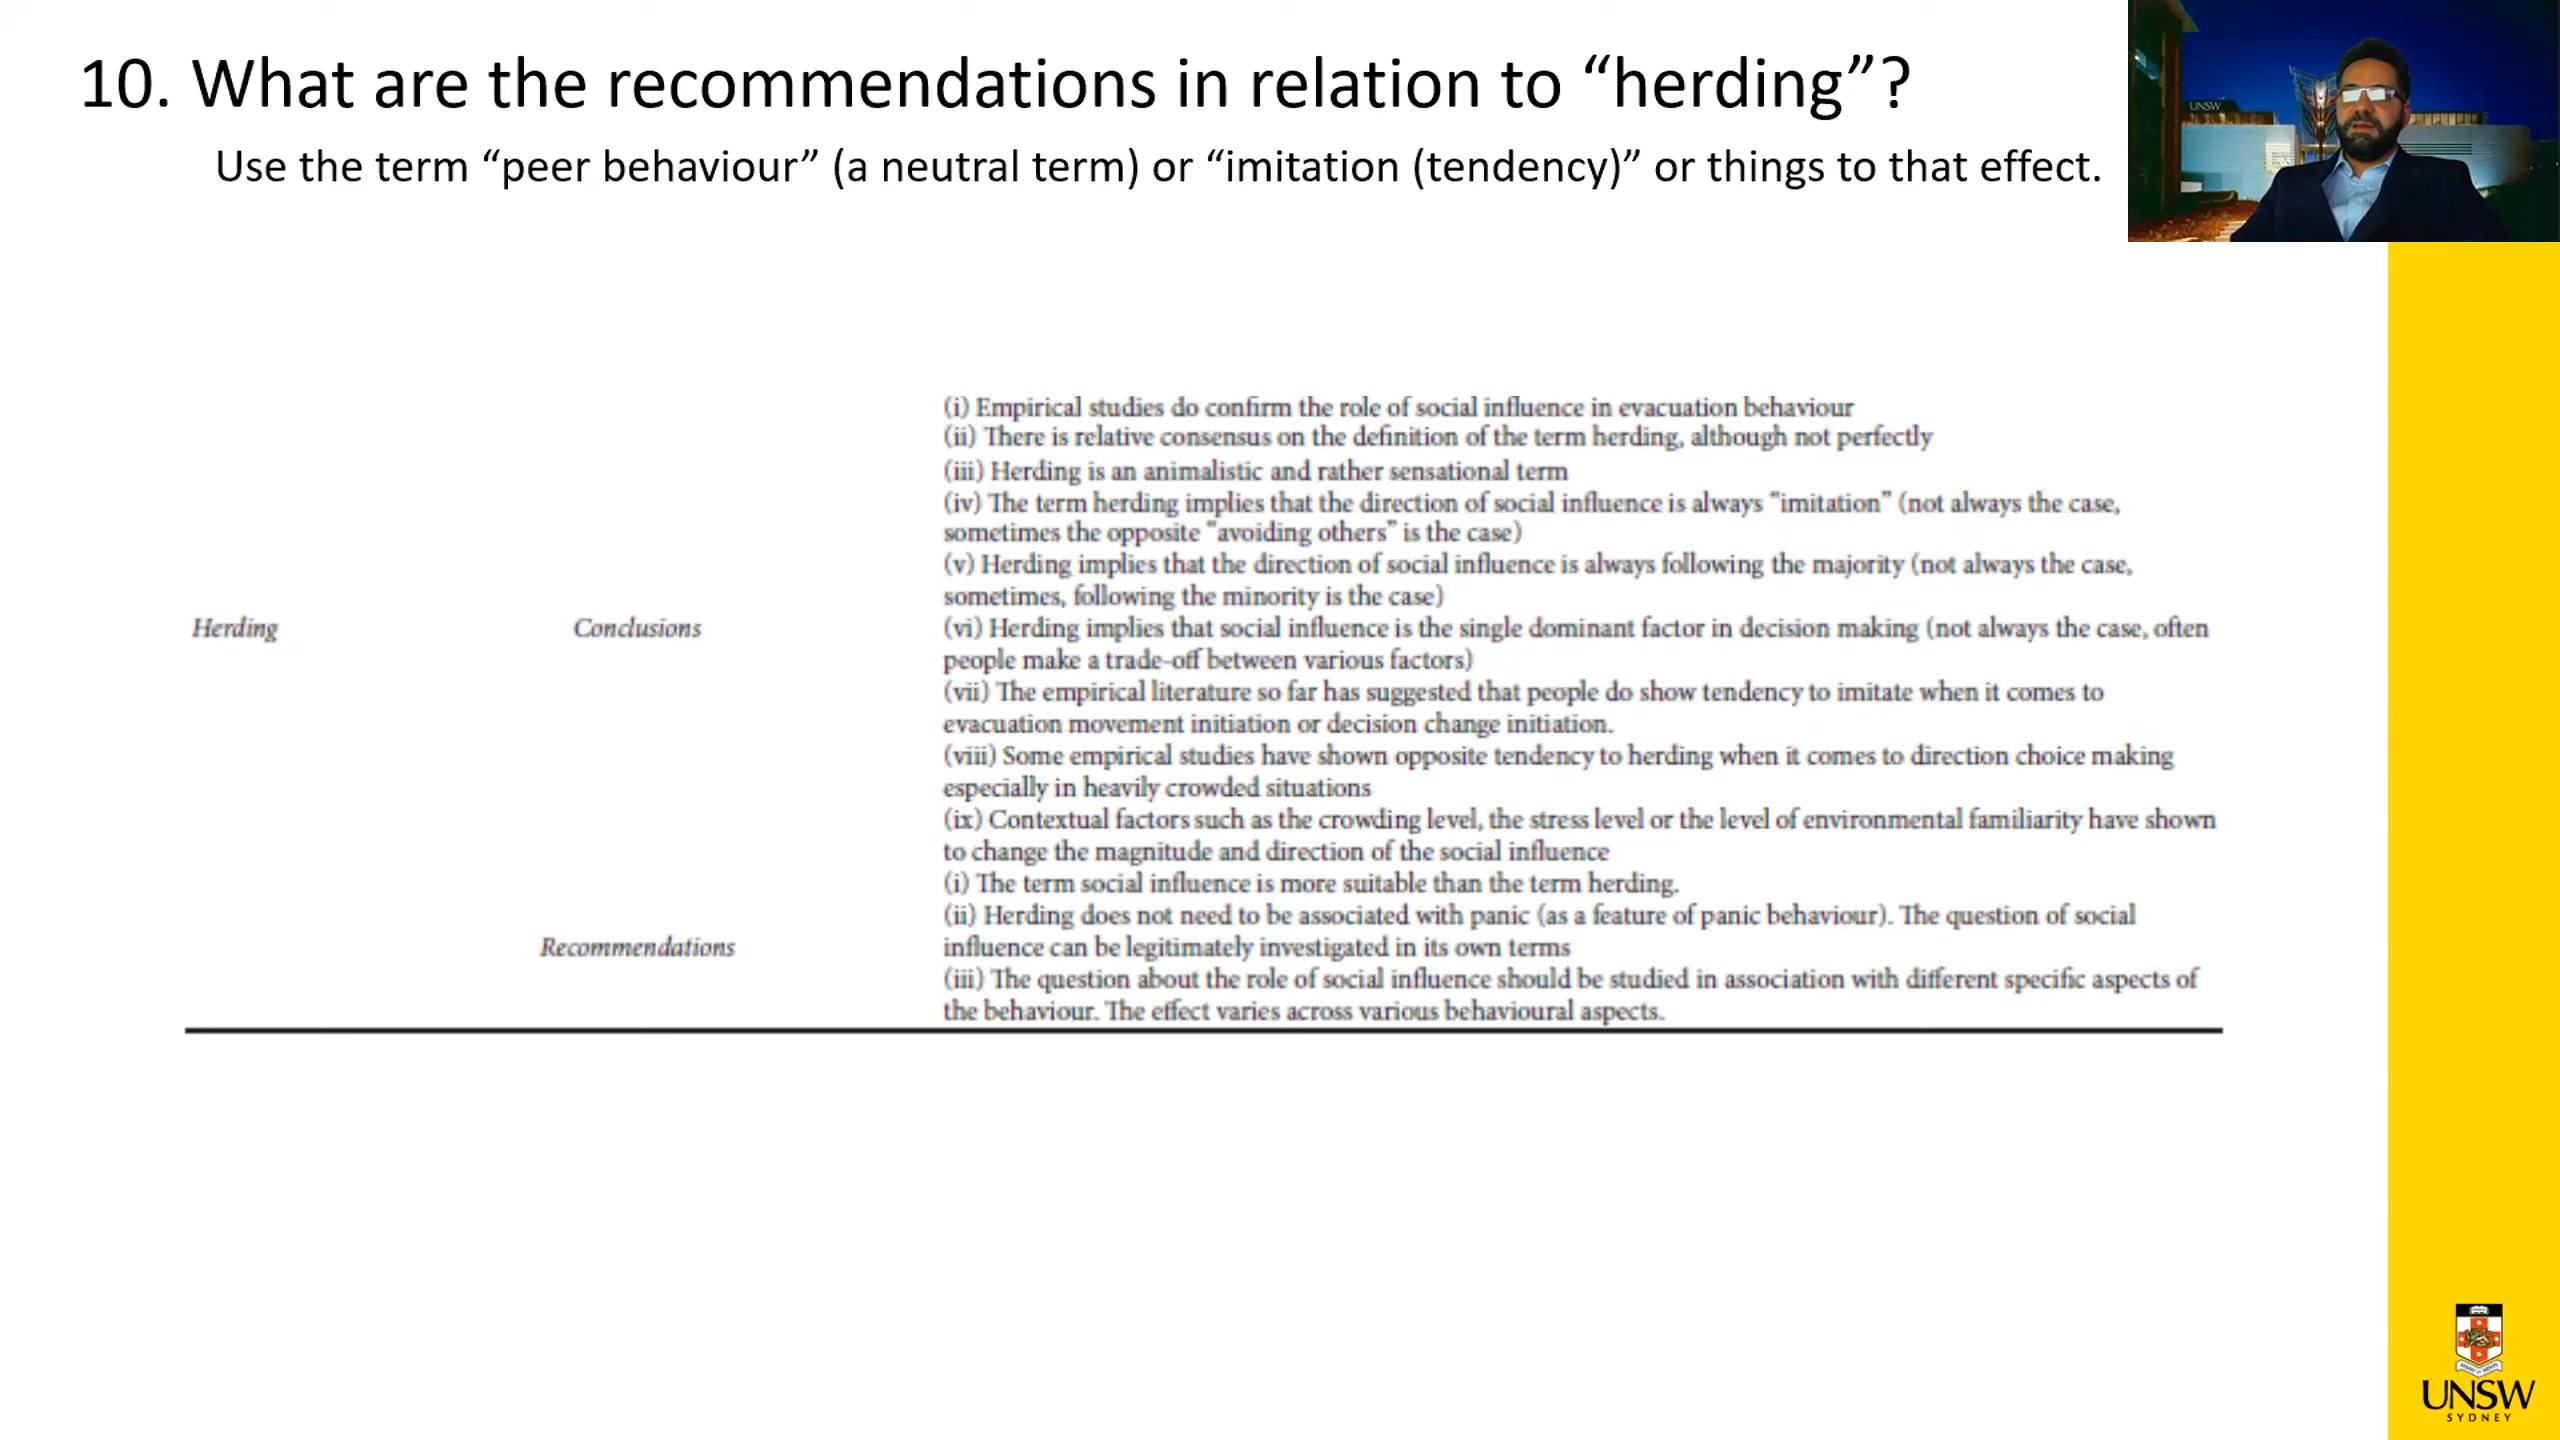 10. What are the recommendations in relation to “herding”?
Use the term “peer behaviour” (a neutral term) or “imitation (tendency)” or things to that effect.
UNSW
(i) Empirical studies do confirm the role of social influence in evacuation behaviour
(ii) There is relative consensus on the definition of the term herding, although not perfectly
(iii) Herding is an animalistic and rather sensational term
(iv) The term herding implies that the direction of social influence is always “imitation” (not always the case,
sometimes the opposite “avoiding others” is the case)
(v) Herding implies that the direction of social influence is always following the majority (not always the case,
sometimes, following the minority is the case)
Herding
Conclusions
(vi) Herding implies that social influence is the single dominant factor in decision making (not always the case, often
people make a trade-off between various factors)
(vii) The empirical literature so far has suggested that people do show tendency to imitate when it comes to
evacuation movement initiation or decision change initiation.
(viii) Some empirical studies have shown opposite tendency to herding when it comes to direction choice making
especially in heavily crowded situations
(ix) Contextual factors such as the crowding level, the stress level or the level of environmental familiarity have shown
to change the magnitude and direction of the social influence
(i) The term social influence is more suitable than the term herding.
(ii) Herding does not need to be associated with panic (as a feature of panic behaviour). The question of social
Recommendations
influence can be legitimately investigated in its own terms
(iii) The question about the role of social influence should be studied in association with different specific aspects of
the behaviour. The effect varies across various behavioural aspects.
UNSW
SYDNEY